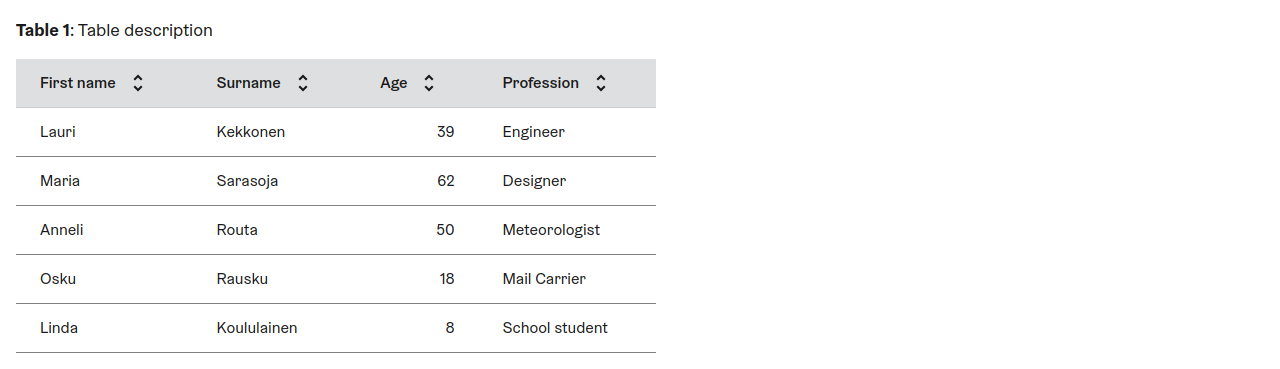 Table 1: Table description
First name Surname Age Profession
Lauri Kekkonen 39 Engineer
Maria Sarasoja 62 Designer
Anneli Routa 50 Meteorologist
Osku Rausku 18 Mail Carrier
Linda Koululainen 8 School student